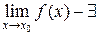 lim f(x) − ∃
x→x₀